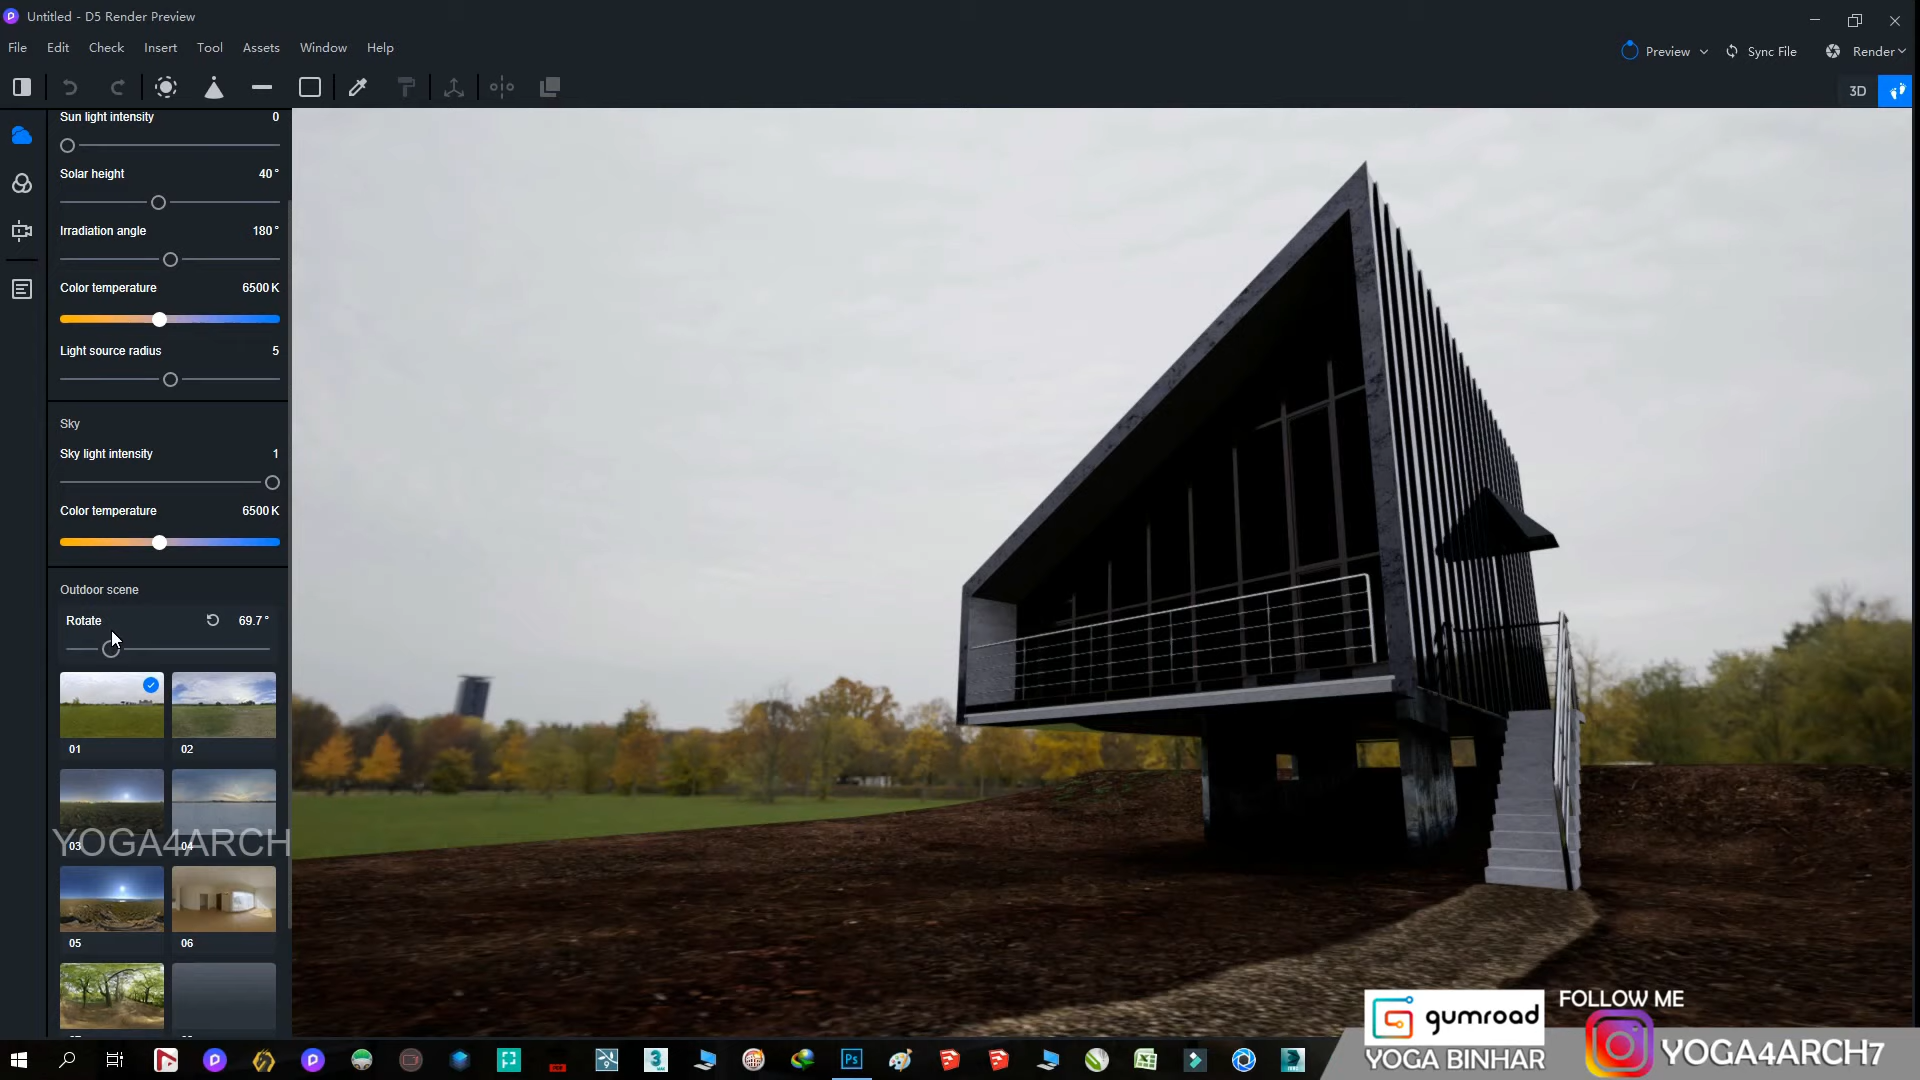 Untitled - D5 Render Preview
File Edit Check Insert Tool Assets Window Help
Preview Sync File Render
3D
Sun light intensity 0
Solar height 40°
Irradiation angle 180°
Color temperature 6500 K
Light source radius 5
Sky
Sky light intensity 1
Color temperature 6500 K
Outdoor scene
Rotate 69.7°
01 02
03 04
YOGA4ARCH
05 06
gumroad
YOGA BINHAR
FOLLOW ME
YOGA4ARCH7
Ps